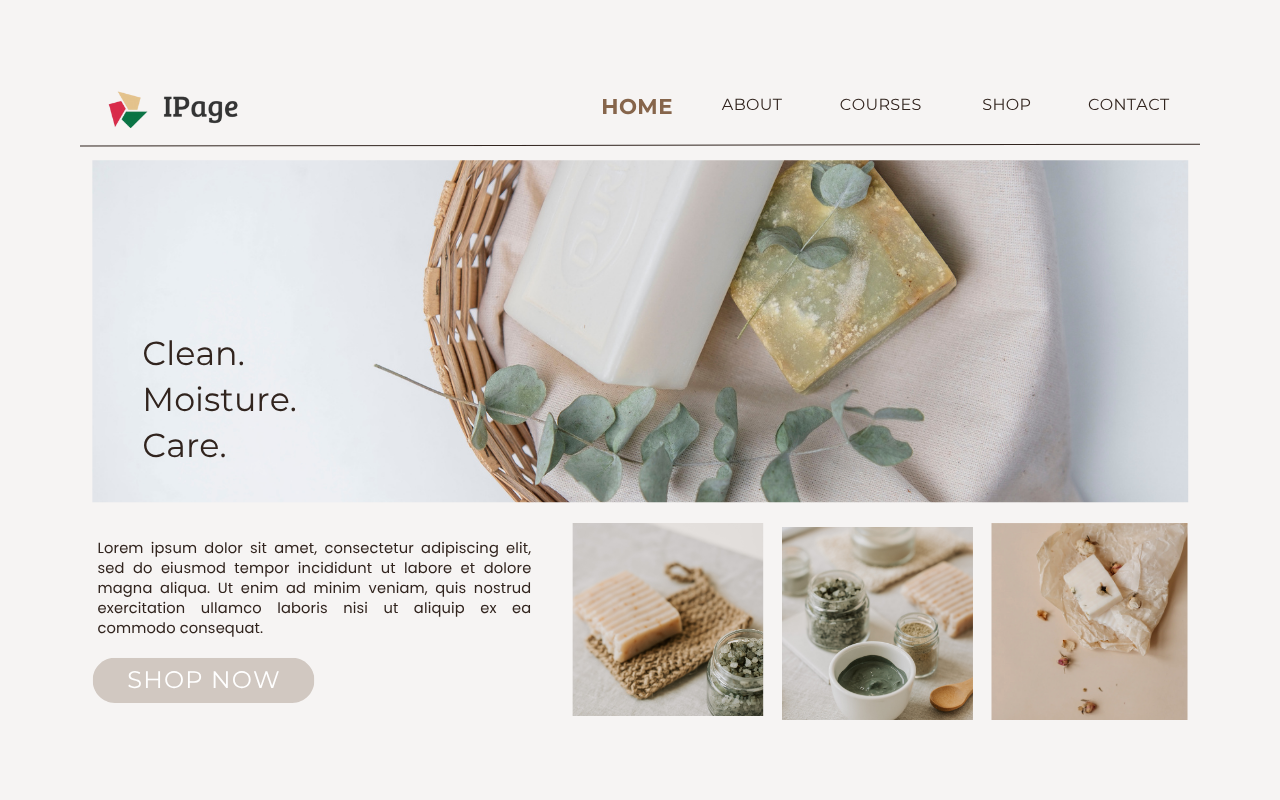 IPage
HOME ABOUT COURSES SHOP CONTACT
Clean.
Moisture.
Care.
Lorem ipsum dolor sit amet, consectetur adipiscing elit,
sed do eiusmod tempor incididunt ut labore et dolore
magna aliqua. Ut enim ad minim veniam, quis nostrud
exercitation ullamco laboris nisi ut aliquip ex ea
commodo consequat.
SHOP NOW